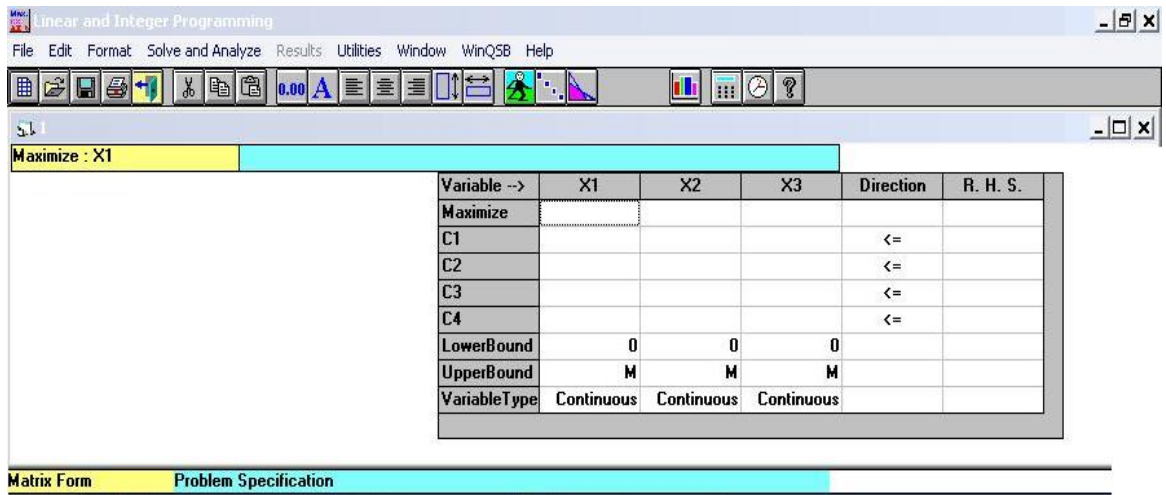 Linear and Integer Programming
File Edit Format Solve and Analyze Results Utilities Window WinQSB Help
0.00 A
1
Maximize : X1
Variable --> X1 X2 X3 Direction R. H. S.
Maximize
C1 <=
C2 <=
C3 <=
C4 <=
LowerBound 0 0 0
UpperBound M M M
VariableType Continuous Continuous Continuous
Matrix Form Problem Specification